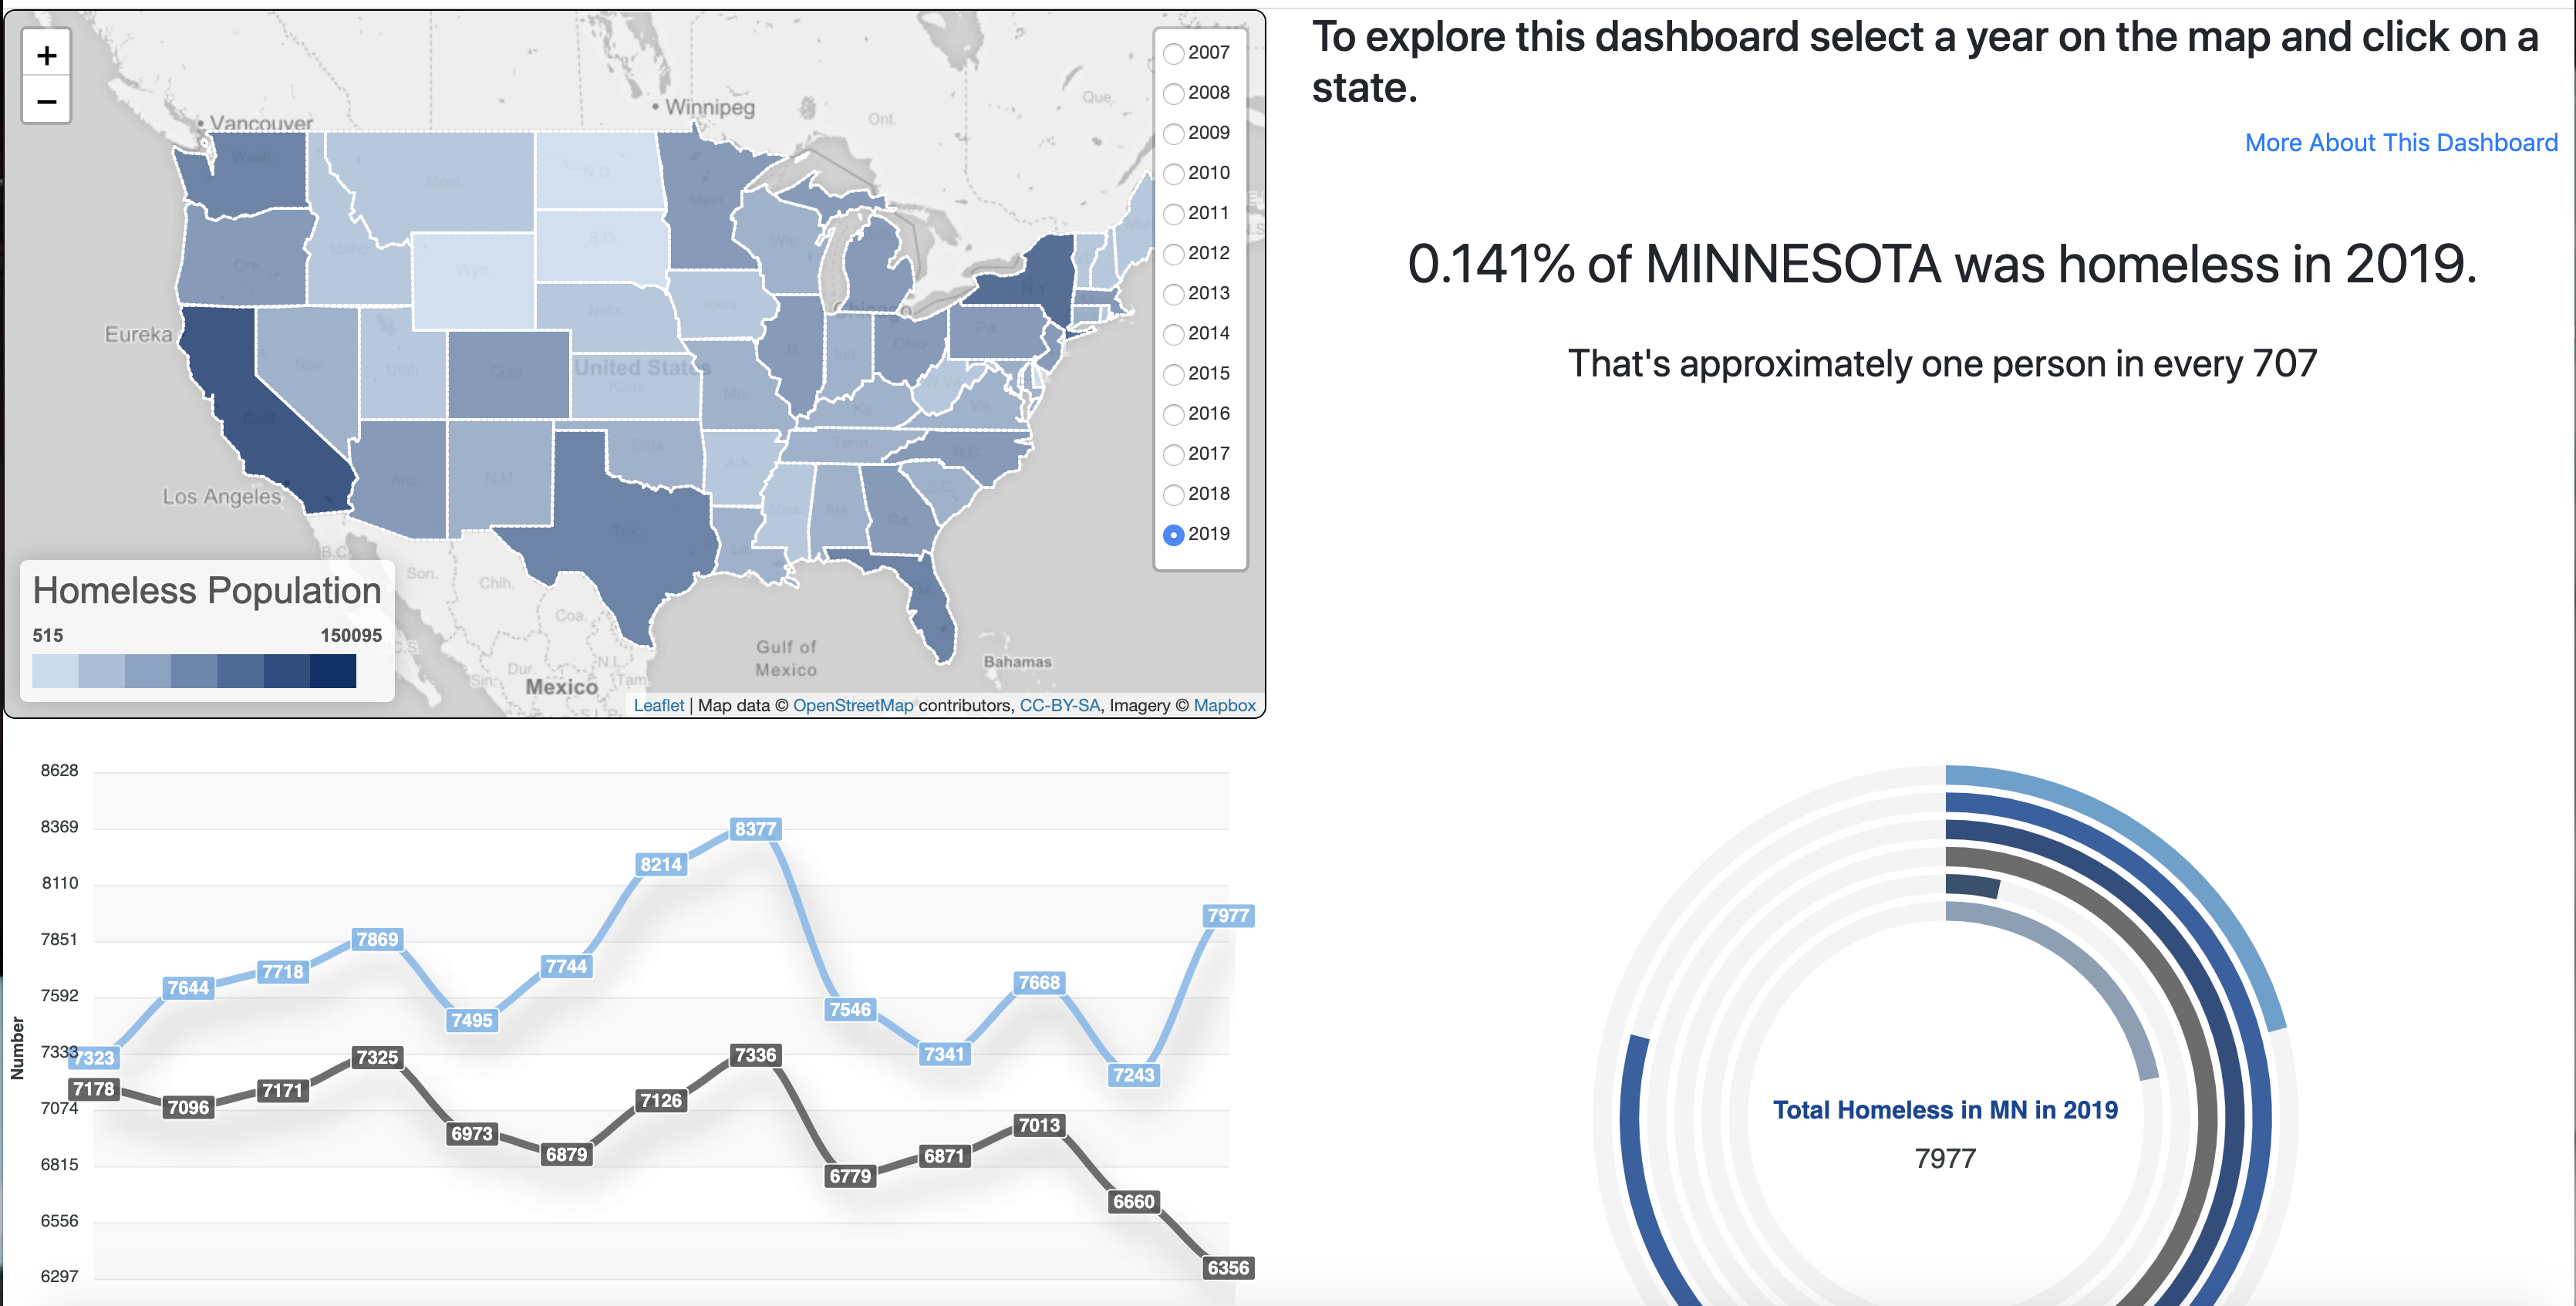 To explore this dashboard select a year on the map and click on a
state.
More About This Dashboard
0.141% of MINNESOTA was homeless in 2019.
That's approximately one person in every 707
+
−
2007
2008
2009
2010
2011
2012
2013
2014
2015
2016
2017
2018
2019
Winnipeg
Vancouver
Ont.
Que.
Wash.
Mont.
N.D.
Minn.
Ore.
Idaho
S.D.
Wis.
Mich.
Wyo.
Iowa
N.Y.
Nebr.
Chicago
Eureka
Pa.
Nev.
Utah
Colo.
United States
Kans.
Ill.
Ind.
Ohio
Mo.
W.Va.
Ky.
Va.
Calif.
Okla.
Tenn.
N.C.
Ark.
Ariz.
N.M.
S.C.
Los Angeles
Miss.
Ala.
Ga.
Tex.
La.
B.C.
Son.
Chih.
Coa.
Gulf of
Mexico
Bahamas
Dur.
N.L.
Sin.
Tam.
Mexico
S.L.P.
Homeless Population
515 150095
Leaflet | Map data © OpenStreetMap contributors, CC-BY-SA, Imagery © Mapbox
Number
8628
8369
8110
7851
7592
7333
7074
6815
6556
6297
7323
7644
7718
7869
7495
7744
8214
8377
7546
7341
7668
7243
7977
7178
7096
7171
7325
6973
6879
7126
7336
6779
6871
7013
6660
6356
Total Homeless in MN in 2019
7977